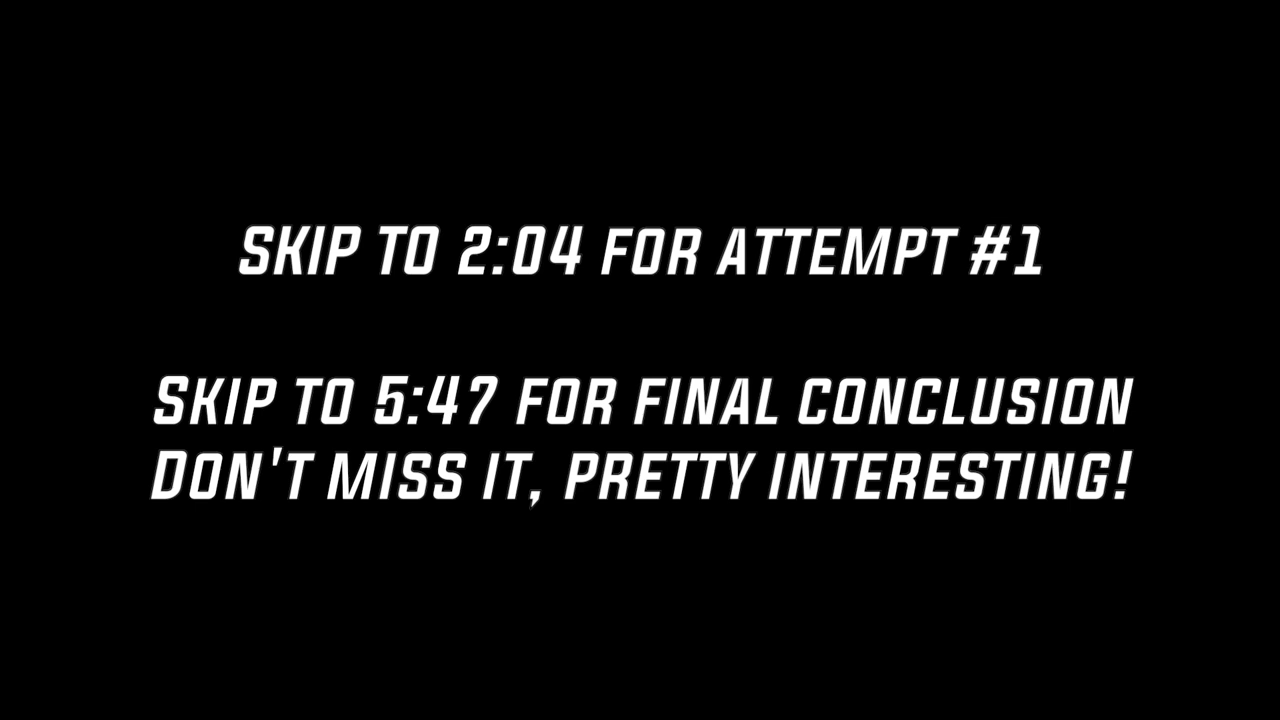 SKIP TO 2:04 FOR ATTEMPT #1
SKIP TO 5:47 FOR FINAL CONCLUSION
DON'T MISS IT, PRETTY INTERESTING!